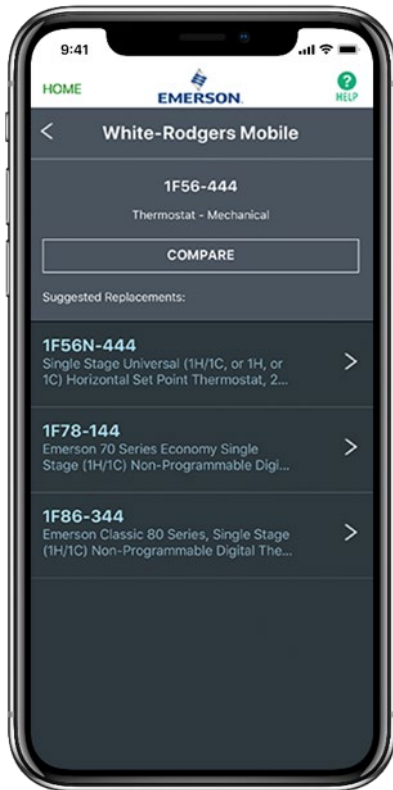 9:41
HOME
EMERSON
?
HELP
< White-Rodgers Mobile
1F56-444
Thermostat - Mechanical
COMPARE
Suggested Replacements:
1F56N-444
Single Stage Universal (1H/1C, or 1H, or
1C) Horizontal Set Point Thermostat, 2...
1F78-144
Emerson 70 Series Economy Single
Stage (1H/1C) Non-Programmable Digi...
1F86-344
Emerson Classic 80 Series, Single Stage
(1H/1C) Non-Programmable Digital The...